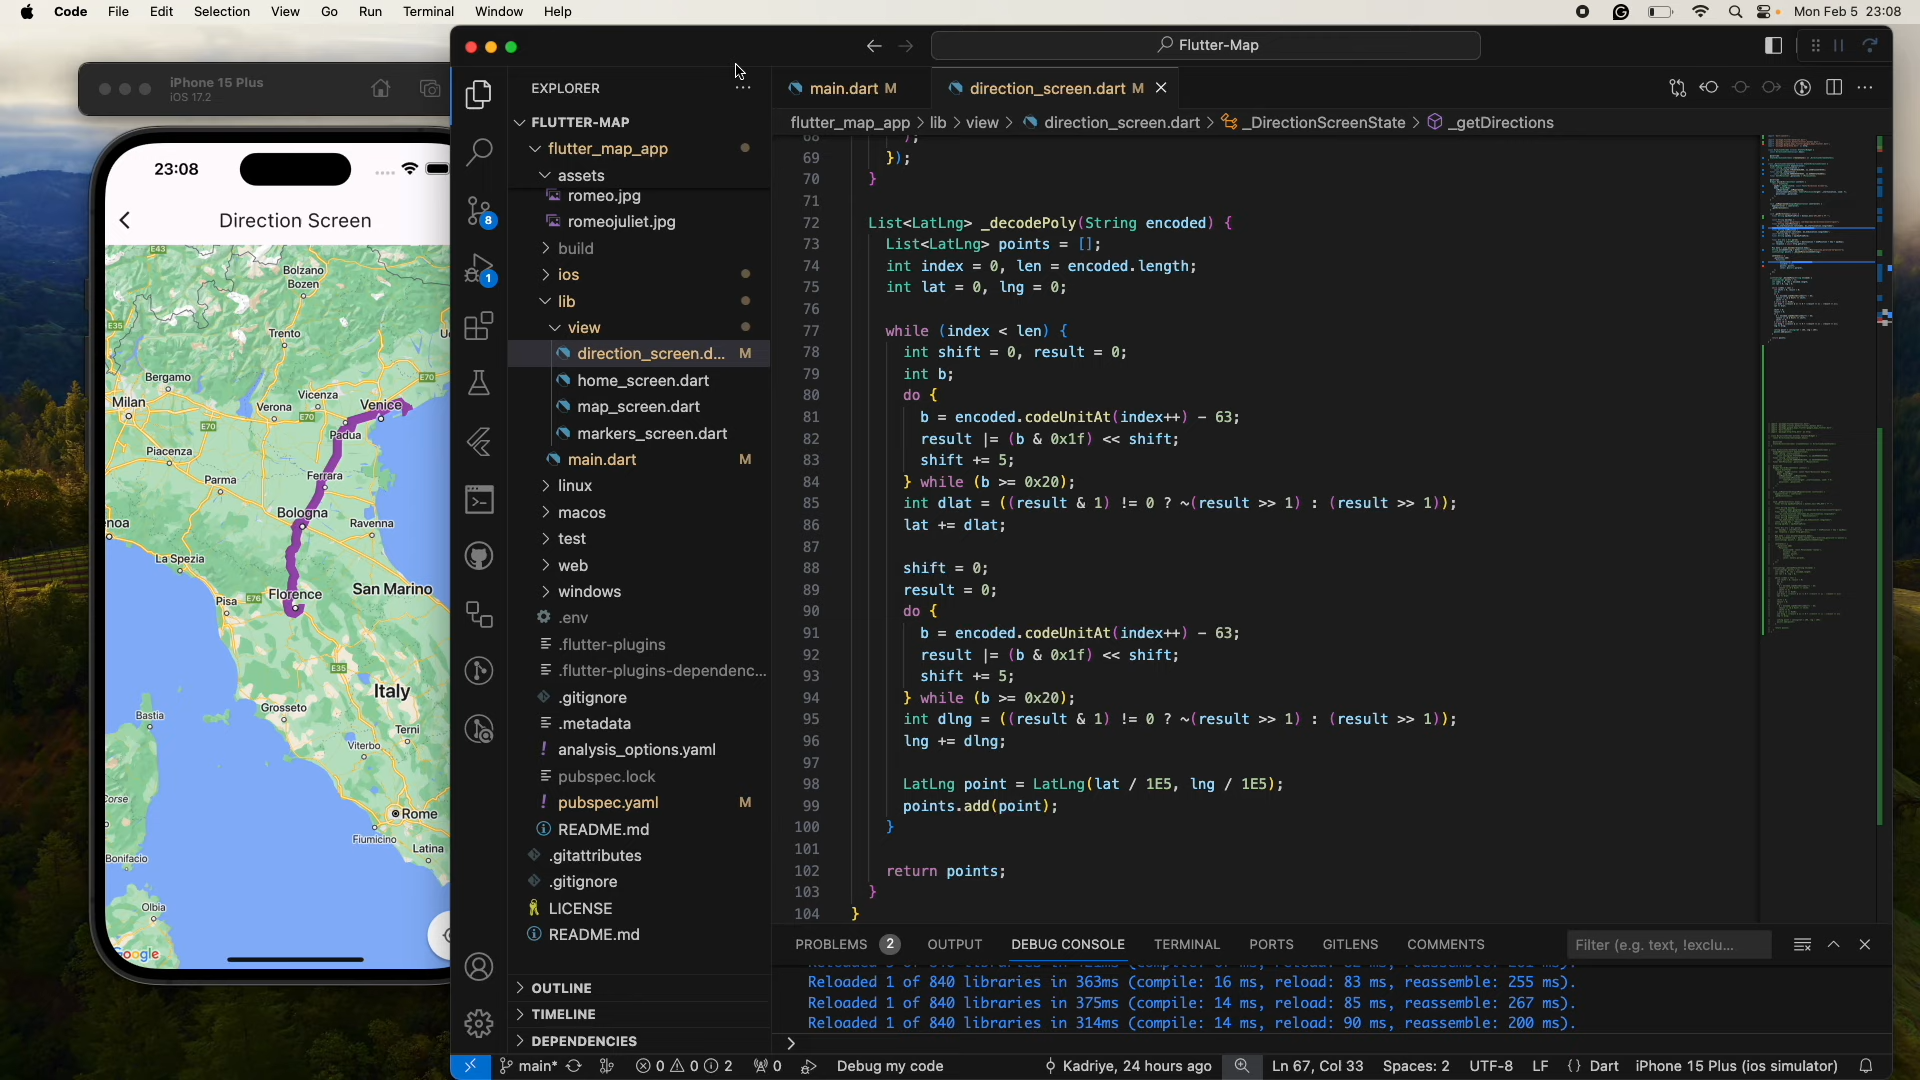 Code File Edit Selection View Go Run Terminal Window Help
Mon Feb 5 23:08
Flutter-Map
iPhone 15 Plus
iOS 17.2
23:08
Direction Screen
E43
Bolzano
Bozen
E35
Trento
Bergamo
E70
Milan
Vicenza
Verona
E70
Venice
E70
Padua
Piacenza
Ferrara
Parma
Bologna
noa
Ravenna
La Spezia
San Marino
Pisa
E76
Florence
E35
Italy
Grosseto
Bastia
Terni
Viterbo
orse
Rome
Fiumicino
Latina
Bonifacio
Olbia
oogle
EXPLORER
FLUTTER-MAP
flutter_map_app
assets
romeo.jpg
romeojuliet.jpg
build
ios
lib
view
direction_screen.d... M
home_screen.dart
map_screen.dart
markers_screen.dart
main.dart M
linux
macos
test
web
windows
.env
.flutter-plugins
.flutter-plugins-dependenc...
.gitignore
.metadata
analysis_options.yaml
pubspec.lock
pubspec.yaml M
README.md
.gitattributes
.gitignore
LICENSE
README.md
OUTLINE
TIMELINE
DEPENDENCIES
8
1
main.dart M
direction_screen.dart M
flutter_map_app > lib > view > direction_screen.dart > _DirectionScreenState > _getDirections
68 );
69 });
70 }
71
72 List<LatLng> _decodePoly(String encoded) {
73 List<LatLng> points = [];
74 int index = 0, len = encoded.length;
75 int lat = 0, lng = 0;
76
77 while (index < len) {
78 int shift = 0, result = 0;
79 int b;
80 do {
81 b = encoded.codeUnitAt(index++) - 63;
82 result |= (b & 0x1f) << shift;
83 shift += 5;
84 } while (b >= 0x20);
85 int dlat = ((result & 1) != 0 ? ~(result >> 1) : (result >> 1));
86 lat += dlat;
87
88 shift = 0;
89 result = 0;
90 do {
91 b = encoded.codeUnitAt(index++) - 63;
92 result |= (b & 0x1f) << shift;
93 shift += 5;
94 } while (b >= 0x20);
95 int dlng = ((result & 1) != 0 ? ~(result >> 1) : (result >> 1));
96 lng += dlng;
97
98 LatLng point = LatLng(lat / 1E5, lng / 1E5);
99 points.add(point);
100 }
101
102 return points;
103 }
104 }
PROBLEMS 2 OUTPUT DEBUG CONSOLE TERMINAL PORTS GITLENS COMMENTS
Filter (e.g. text, !exclu...
Reloaded 1 of 840 libraries in 363ms (compile: 16 ms, reload: 83 ms, reassemble: 255 ms).
Reloaded 1 of 840 libraries in 375ms (compile: 14 ms, reload: 85 ms, reassemble: 267 ms).
Reloaded 1 of 840 libraries in 314ms (compile: 14 ms, reload: 90 ms, reassemble: 200 ms).
main* 0 0 2 0 Debug my code Kadriye, 24 hours ago Ln 67, Col 33 Spaces: 2 UTF-8 LF {} Dart iPhone 15 Plus (ios simulator)